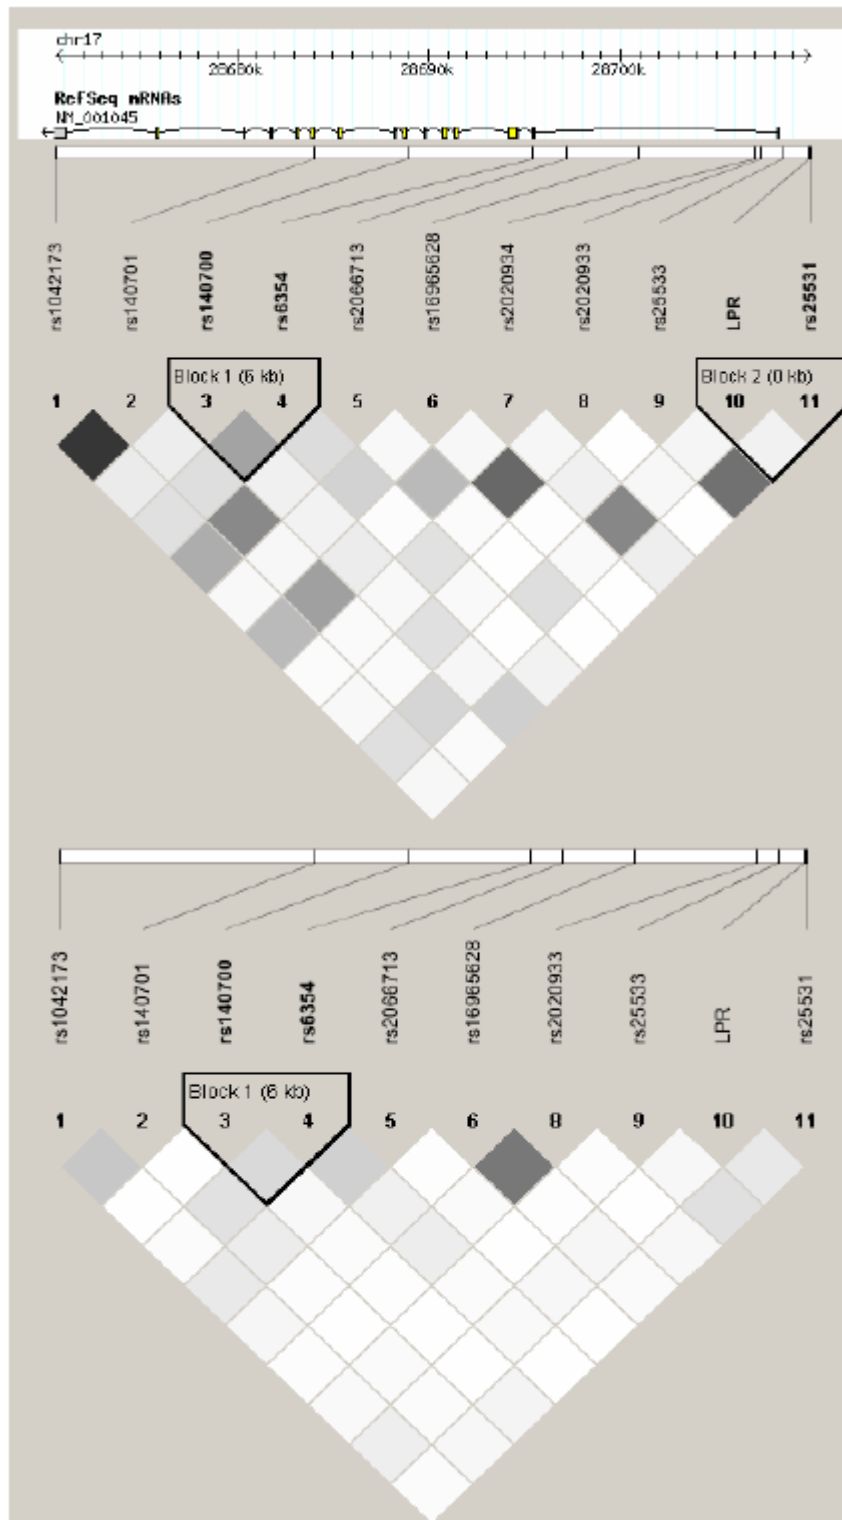 chr17
28680k 28690k 28700k
RefSeq mRNAs
NM_001045
rs1042173 rs140701 rs140700 rs6354 rs2066713 rs16965628 rs2020934 rs2020933 rs25533 LPR rs25531
Block 1 (6 kb) Block 2 (0 kb)
1 2 3 4 5 6 7 8 9 10 11
rs1042173 rs140701 rs140700 rs6354 rs2066713 rs16965628 rs2020933 rs25533 LPR rs25531
Block 1 (6 kb)
1 2 3 4 5 6 8 9 10 11